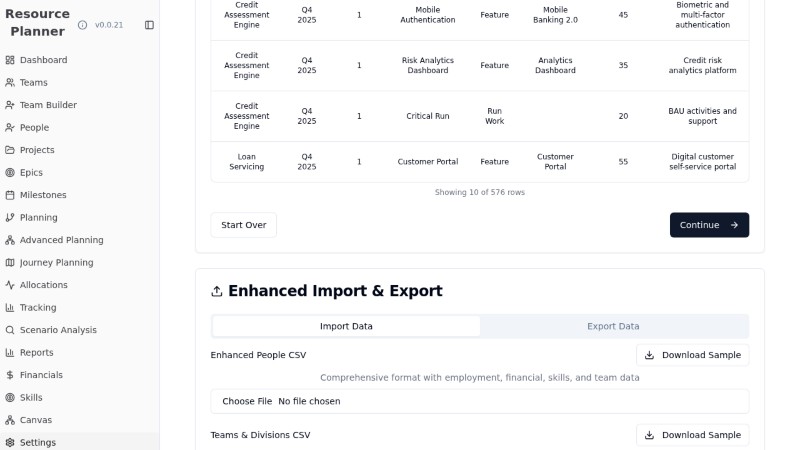 Resource
Planner
v0.0.21
Dashboard
Teams
Team Builder
People
Projects
Epics
Milestones
Planning
Advanced Planning
Journey Planning
Allocations
Tracking
Scenario Analysis
Reports
Financials
Skills
Canvas
Settings
Credit
Assessment
Engine
Q4
2025
1
Mobile
Authentication
Feature
Mobile
Banking 2.0
45
Biometric and
multi-factor
authentication
Credit
Assessment
Engine
Q4
2025
1
Risk Analytics
Dashboard
Feature
Analytics
Dashboard
35
Credit risk
analytics platform
Credit
Assessment
Engine
Q4
2025
1
Critical Run
Run
Work
20
BAU activities and
support
Loan
Servicing
Q4
2025
1
Customer Portal
Feature
Customer
Portal
55
Digital customer
self-service portal
Showing 10 of 576 rows
Start Over
Continue
Enhanced Import & Export
Import Data
Export Data
Enhanced People CSV
Download Sample
Comprehensive format with employment, financial, skills, and team data
Choose File No file chosen
Teams & Divisions CSV
Download Sample